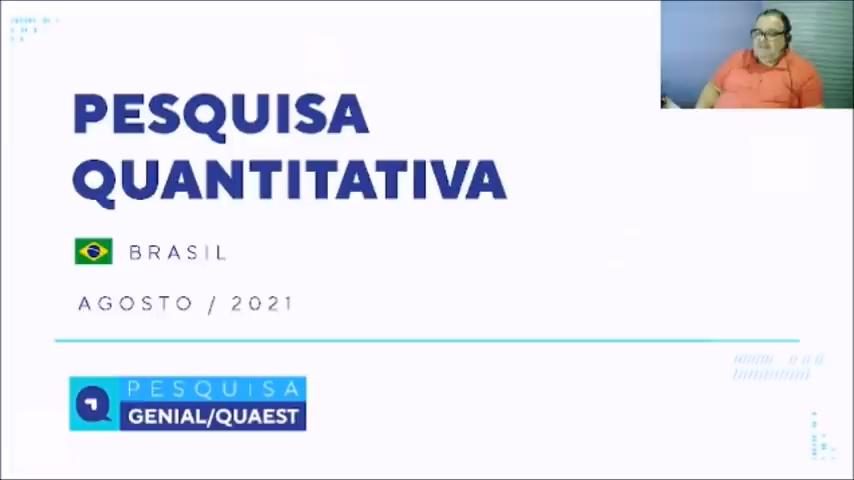 PESQUISA
QUANTITATIVA
BRASIL
AGOSTO / 2021
PESQUISA
GENIAL/QUAEST